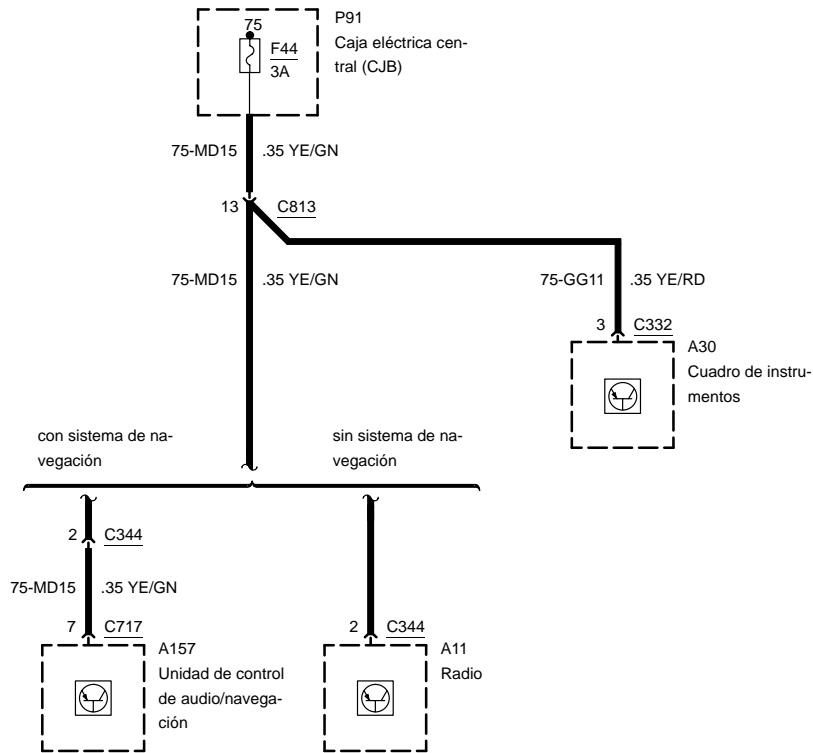 P91
75
Caja eléctrica cen-
tral (CJB)
F44
3A
75-MD15 .35 YE/GN
13 C813
75-MD15 .35 YE/GN
75-GG11 .35 YE/RD
3 C332
A30
Cuadro de instru-
mentos
con sistema de na-
vegación
sin sistema de na-
vegación
2 C344
75-MD15 .35 YE/GN
7 C717
2 C344
A157
Unidad de control
de audio/navega-
ción
A11
Radio